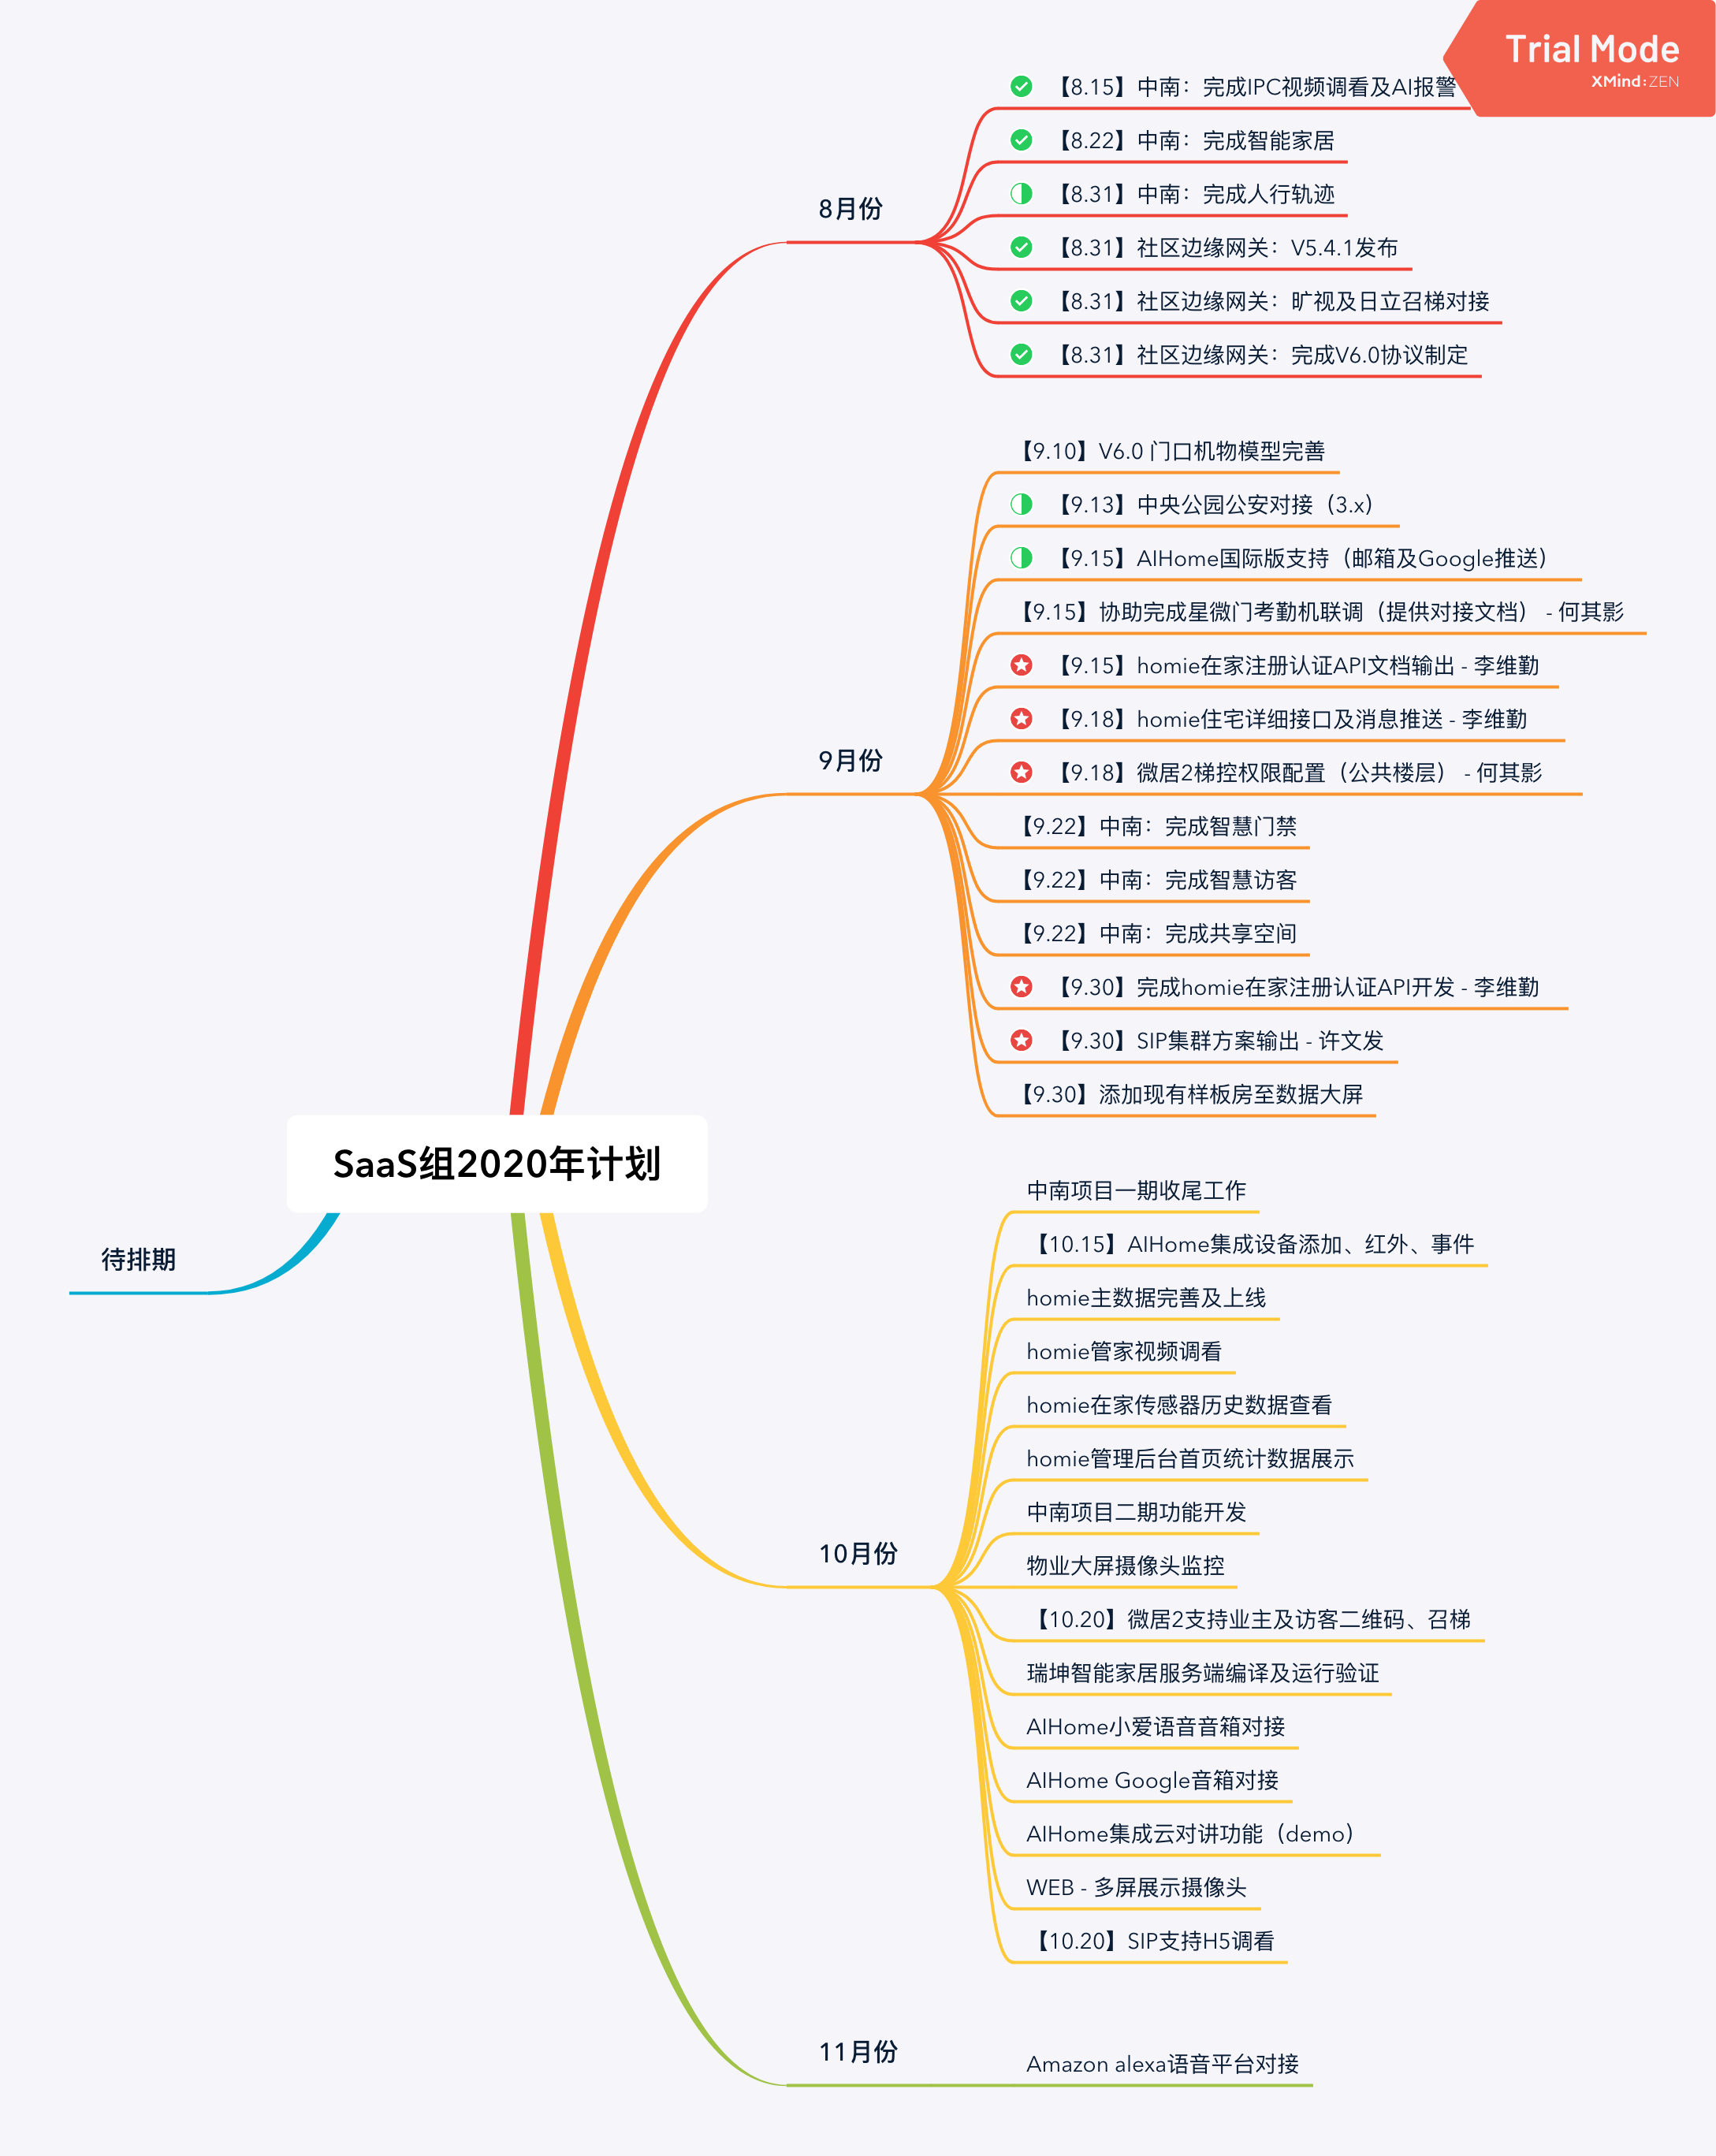 Trial Mode
XMind:ZEN
【8.15】中南：完成IPC视频调看及AI报警
【8.22】中南：完成智能家居
【8.31】中南：完成人行轨迹
8月份
【8.31】社区边缘网关：V5.4.1发布
【8.31】社区边缘网关：旷视及日立召梯对接
【8.31】社区边缘网关：完成V6.0协议制定
【9.10】V6.0 门口机物模型完善
【9.13】中央公园公安对接（3.x）
【9.15】AIHome国际版支持（邮箱及Google推送）
【9.15】协助完成星微门考勤机联调（提供对接文档） - 何其影
【9.15】homie在家注册认证API文档输出 - 李维勤
【9.18】homie住宅详细接口及消息推送 - 李维勤
9月份
【9.18】微居2梯控权限配置（公共楼层） - 何其影
【9.22】中南：完成智慧门禁
【9.22】中南：完成智慧访客
【9.22】中南：完成共享空间
【9.30】完成homie在家注册认证API开发 - 李维勤
【9.30】SIP集群方案输出 - 许文发
【9.30】添加现有样板房至数据大屏
SaaS组2020年计划
待排期
中南项目一期收尾工作
【10.15】AIHome集成设备添加、红外、事件
homie主数据完善及上线
homie管家视频调看
homie在家传感器历史数据查看
homie管理后台首页统计数据展示
中南项目二期功能开发
10月份
物业大屏摄像头监控
【10.20】微居2支持业主及访客二维码、召梯
瑞坤智能家居服务端编译及运行验证
AIHome小爱语音音箱对接
AIHome Google音箱对接
AIHome集成云对讲功能（demo）
WEB - 多屏展示摄像头
【10.20】SIP支持H5调看
11月份
Amazon alexa语音平台对接